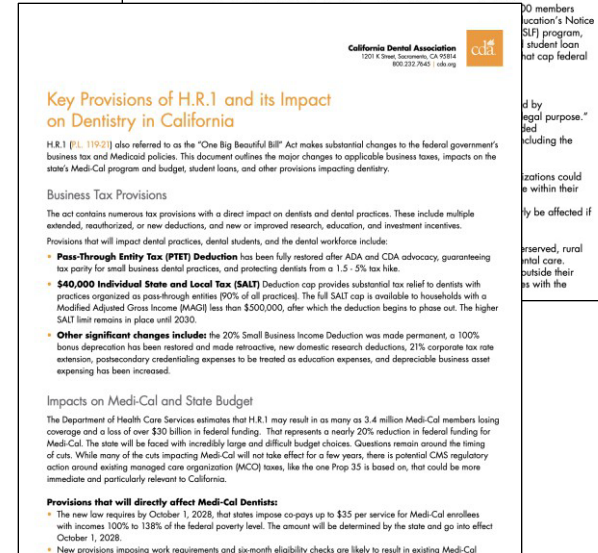 California Dental Association
1201 K Street, Sacramento, CA 95814
800.232.7645 | cda.org
cda.
Key Provisions of H.R.1 and its Impact
on Dentistry in California
H.R.1 (P.L. 119-21) also referred to as the "One Big Beautiful Bill" Act makes substantial changes to the federal government's
business tax and Medicaid policies. This document outlines the major changes to applicable business taxes, impacts on the
state's Medi-Cal program and budget, student loans, and other provisions impacting dentistry.
Business Tax Provisions
The act contains numerous tax provisions with a direct impact on dentists and dental practices. These include multiple
extended, reauthorized, or new deductions, and new or improved research, education, and investment incentives.
Provisions that will impact dental practices, dental students, and the dental workforce include:
• Pass-Through Entity Tax (PTET) Deduction has been fully restored after ADA and CDA advocacy, guaranteeing
tax parity for small business dental practices, and protecting dentists from a 1.5 - 5% tax hike.
• $40,000 Individual State and Local Tax (SALT) Deduction cap provides substantial tax relief to dentists with
practices organized as pass-through entities (90% of all practices). The full SALT cap is available to households with a
Modified Adjusted Gross Income (MAGI) less than $500,000, after which the deduction begins to phase out. The higher
SALT limit remains in place until 2030.
• Other significant changes include: the 20% Small Business Income Deduction was made permanent, a 100%
bonus deprecation has been restored and made retroactive, new domestic research deductions, 21% corporate tax rate
extension, postsecondary credentialing expenses to be treated as education expenses, and depreciable business asset
expensing has been increased.
Impacts on Medi-Cal and State Budget
The Department of Health Care Services estimates that H.R.1 may result in as many as 3.4 million Medi-Cal members losing
coverage and a loss of over $30 billion in federal funding. That represents a nearly 20% reduction in federal funding for
Medi-Cal. The state will be faced with incredibly large and difficult budget choices. Questions remain around the timing
of cuts. While many of the cuts impacting Medi-Cal will not take effect for a few years, there is potential CMS regulatory
action around existing managed care organization (MCO) taxes, like the one Prop 35 is based on, that could be more
immediate and particularly relevant to California.
Provisions that will directly affect Medi-Cal Dentists:
• The new law requires by October 1, 2028, that states impose co-pays up to $35 per service for Medi-Cal enrollees
with incomes 100% to 138% of the federal poverty level. The amount will be determined by the state and go into effect
October 1, 2028.
• New provisions imposing work requirements and six-month eligibility checks are likely to result in existing Medi-Cal
00 members
ucation's Notice
SLF) program,
student loan
hat cap federal
d by
egal purpose."
ded
cluding the
izations could
e within their
ly be affected if
erserved, rural
ental care.
outside their
es with the